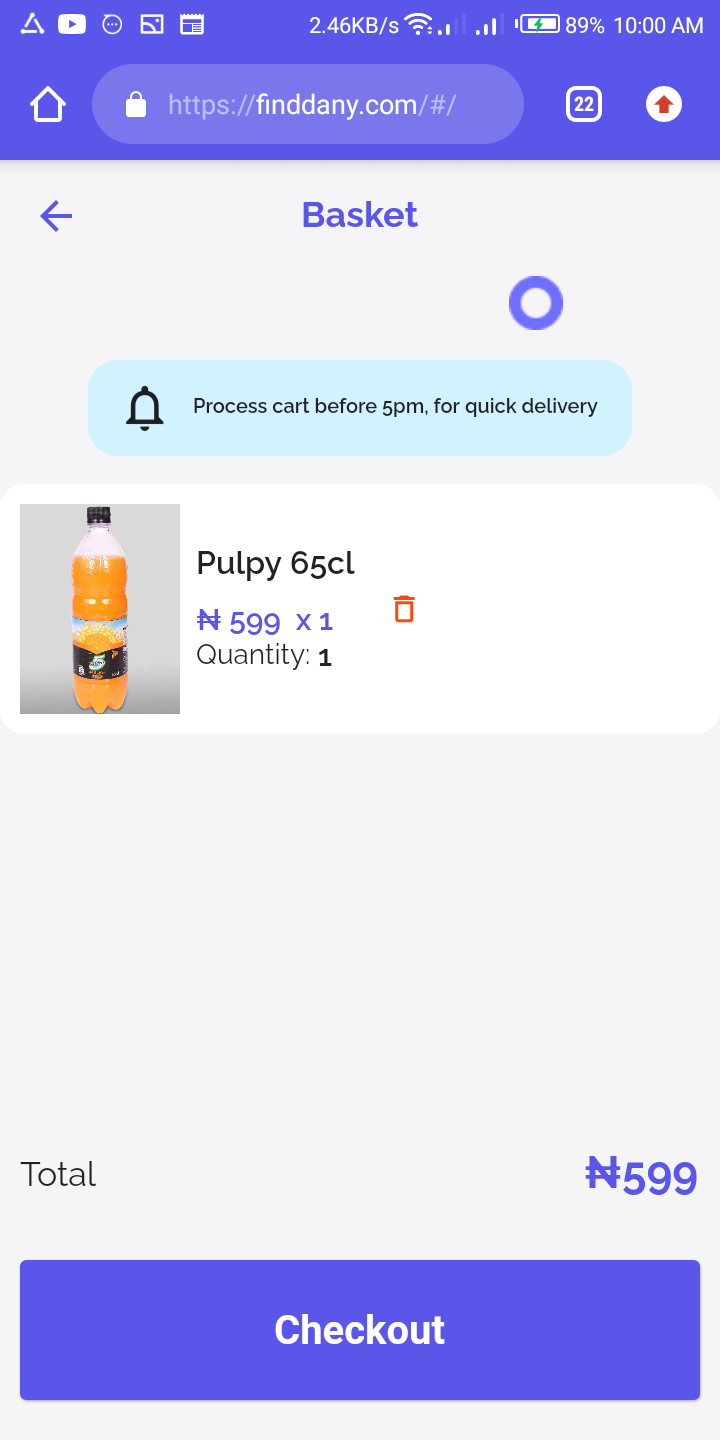 2.46KB/s 89% 10:00 AM
https://finddany.com/#/ 22
Basket
Process cart before 5pm, for quick delivery
Pulpy 65cl
₦ 599 x 1
Quantity: 1
Total ₦599
Checkout